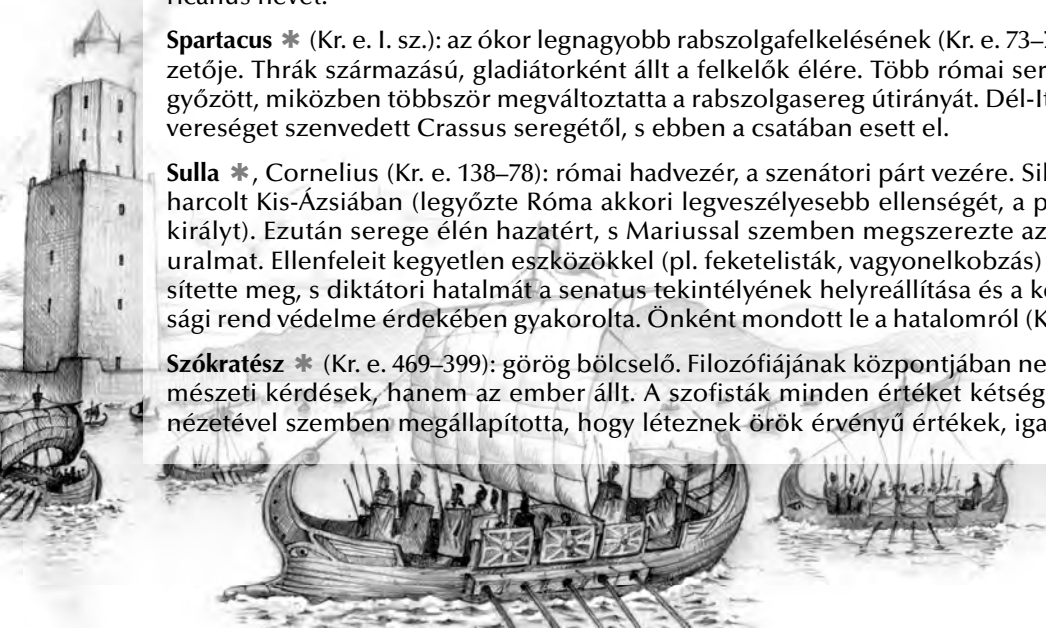 ricanus nevet.
Spartacus * (Kr. e. I. sz.): az ókor legnagyobb rabszolgafelkelésének (Kr. e. 73–
zetője. Thrák származású, gladiátorként állt a felkelők élére. Több római ser
győzött, miközben többször megváltoztatta a rabszolgasereg útirányát. Dél-It
vereséget szenvedett Crassus seregétől, s ebben a csatában esett el.
Sulla *, Cornelius (Kr. e. 138–78): római hadvezér, a szenátori párt vezére. Sil
harcolt Kis-Ázsiában (legyőzte Róma akkori legveszélyesebb ellenségét, a p
királyt). Ezután serege élén hazatért, s Mariussal szemben megszerezte az
uralmat. Ellenfeleit kegyetlen eszközökkel (pl. feketelisták, vagyonelkobzás)
sítette meg, s diktátori hatalmát a senatus tekintélyének helyreállítása és a k
sági rend védelme érdekében gyakorolta. Önként mondott le a hatalomról (K
Szókratész * (Kr. e. 469–399): görög bölcselő. Filozófiájának központjában ne
mészeti kérdések, hanem az ember állt. A szofisták minden értéket kétség
nézetével szemben megállapította, hogy léteznek örök érvényű értékek, iga